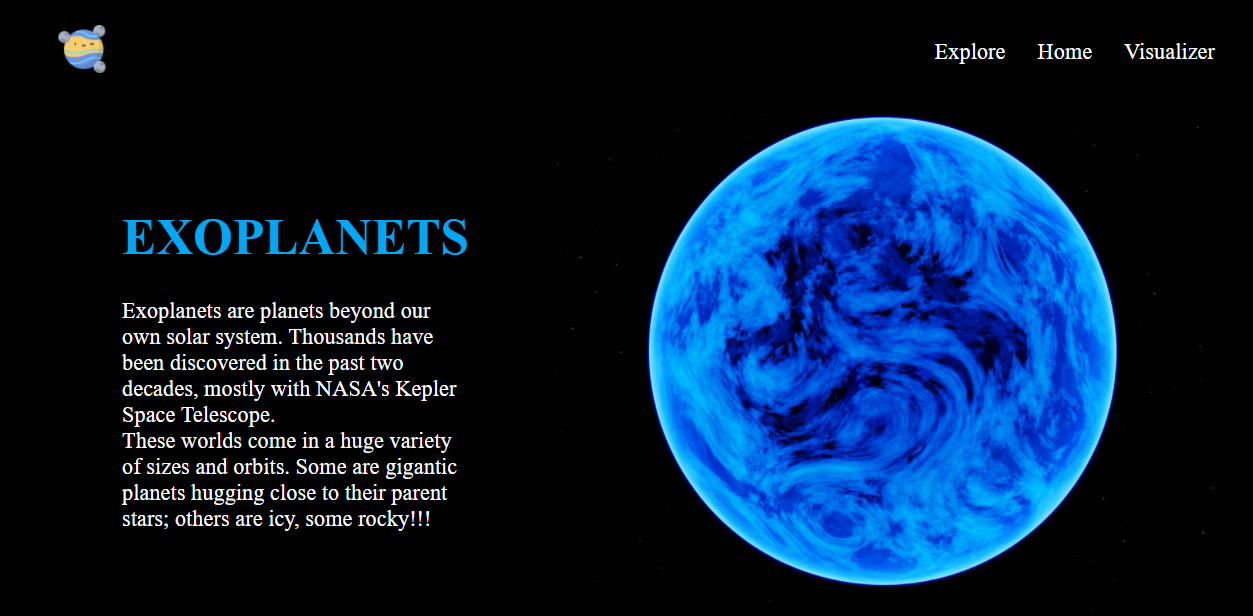 Explore Home Visualizer
EXOPLANETS
Exoplanets are planets beyond our
own solar system. Thousands have
been discovered in the past two
decades, mostly with NASA's Kepler
Space Telescope.
These worlds come in a huge variety
of sizes and orbits. Some are gigantic
planets hugging close to their parent
stars; others are icy, some rocky!!!